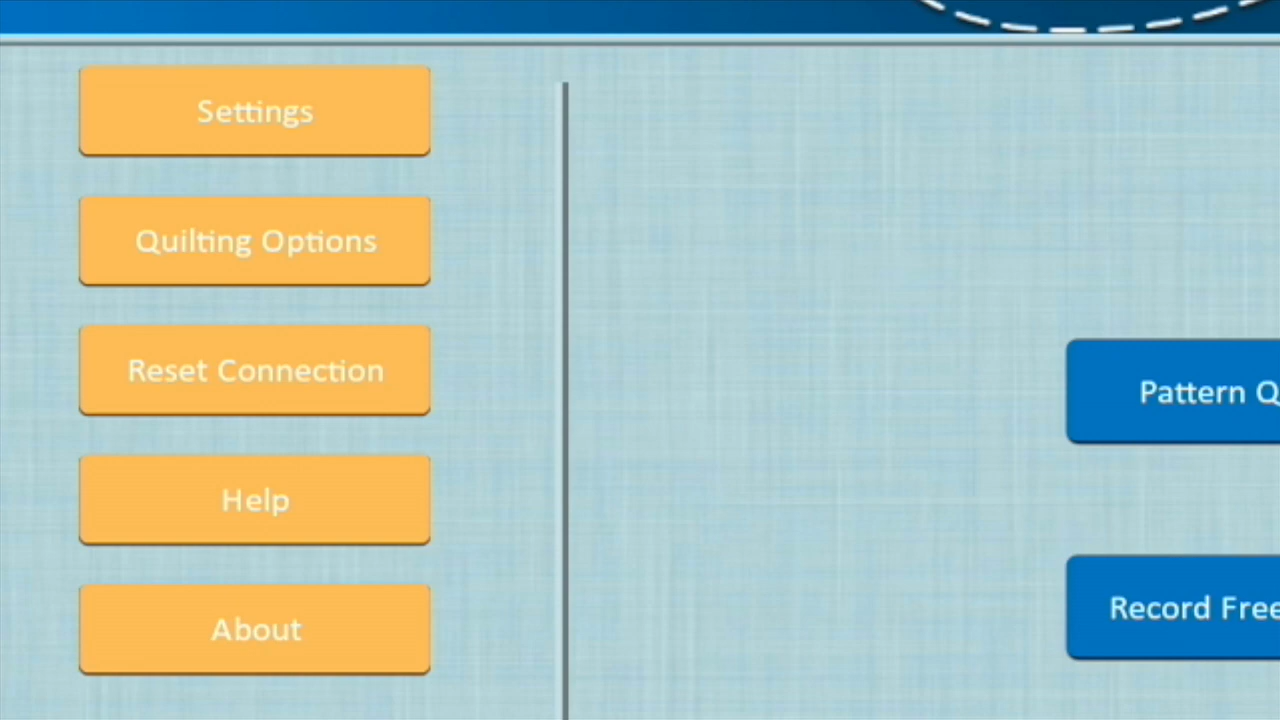 Settings
Quilting Options
Reset Connection
Help
About
Pattern Q
Record Free